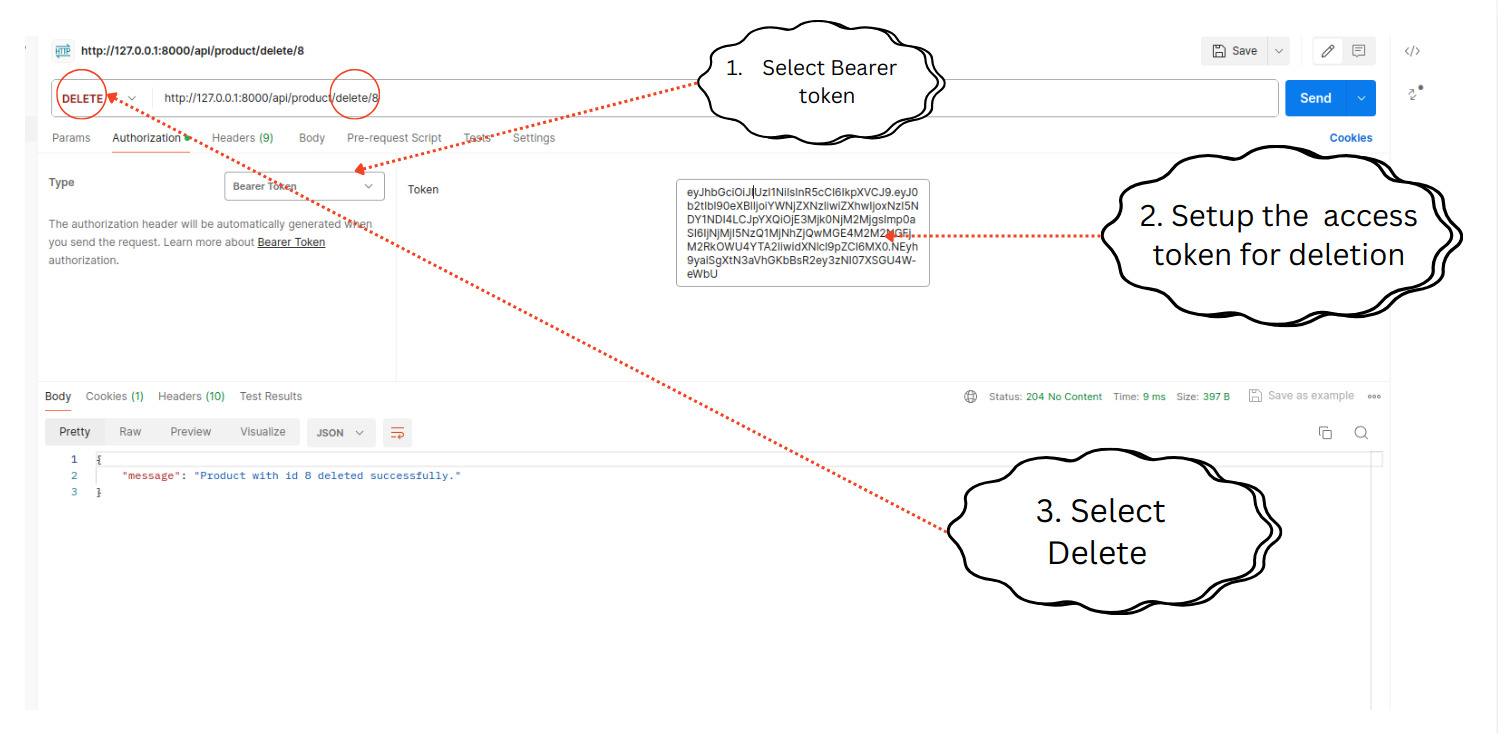 HTTP http://127.0.0.1:8000/api/product/delete/8
Save
</>
DELETE http://127.0.0.1:8000/api/product/delete/8
Send
Params Authorization Headers (9) Body Pre-request Script Tests Settings
Cookies
Type
Bearer Token
The authorization header will be automatically generated when
you send the request. Learn more about Bearer Token
authorization.
Token
1. Select Bearer
token
2. Setup the access
token for deletion
Body Cookies (1) Headers (10) Test Results
Status: 204 No Content Time: 9 ms Size: 397 B Save as example
Pretty Raw Preview Visualize JSON
1 {
2 "message": "Product with id 8 deleted successfully."
3 }
3. Select
Delete